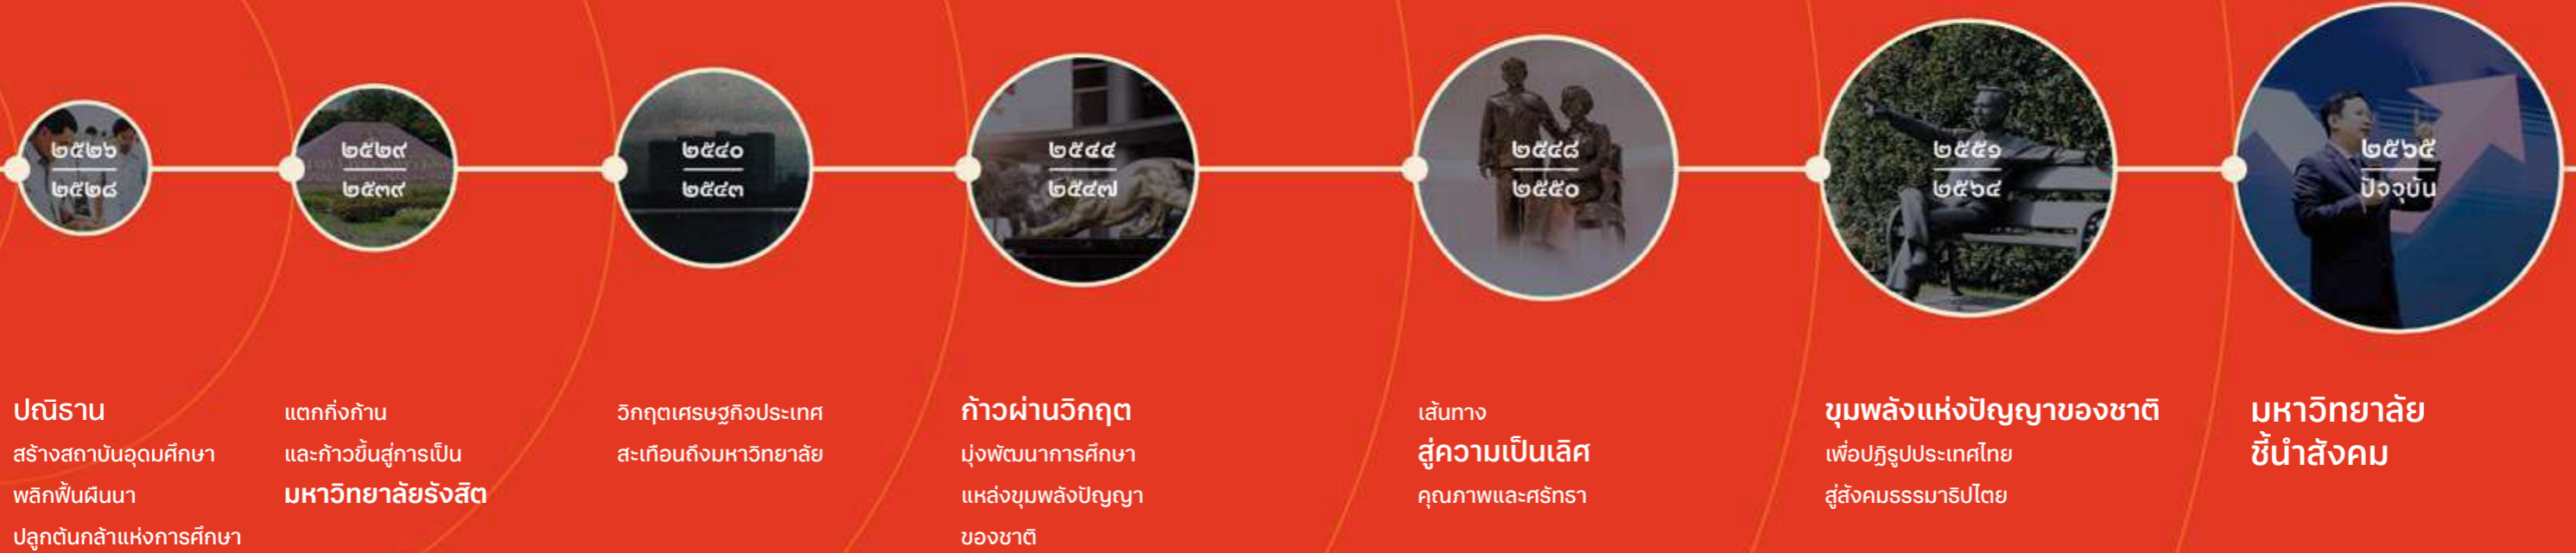 ๒๕๒๖
๒๕๒๘
ปณิธาน
สร้างสถาบันอุดมศึกษา
พลิกฟื้นผืนนา
ปลูกต้นกล้าแห่งการศึกษา
๒๕๒๙
๒๕๓๙
แตกกิ่งก้าน
และก้าวขึ้นสู่การเป็น
มหาวิทยาลัยรังสิต
๒๕๔๐
๒๕๔๓
วิกฤตเศรษฐกิจประเทศ
สะเทือนถึงมหาวิทยาลัย
๒๕๔๔
๒๕๔๗
ก้าวผ่านวิกฤต
มุ่งพัฒนาการศึกษา
แหล่งขุมพลังปัญญา
ของชาติ
๒๕๔๘
๒๕๕๐
เส้นทาง
สู่ความเป็นเลิศ
คุณภาพและศรัทธา
๒๕๕๑
๒๕๖๔
ขุมพลังแห่งปัญญาของชาติ
เพื่อปฏิรูปประเทศไทย
สู่สังคมธรรมาธิปไตย
๒๕๖๕
ปัจจุบัน
มหาวิทยาลัย
ชี้นำสังคม